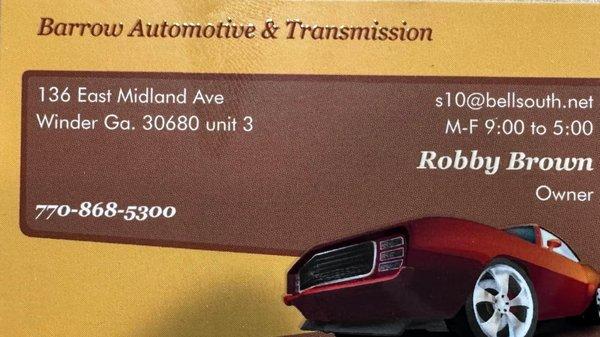 Barrow Automotive & Transmission
136 East Midland Ave
Winder Ga. 30680 unit 3
770-868-5300
s10@bellsouth.net
M-F 9:00 to 5:00
Robby Brown
Owner